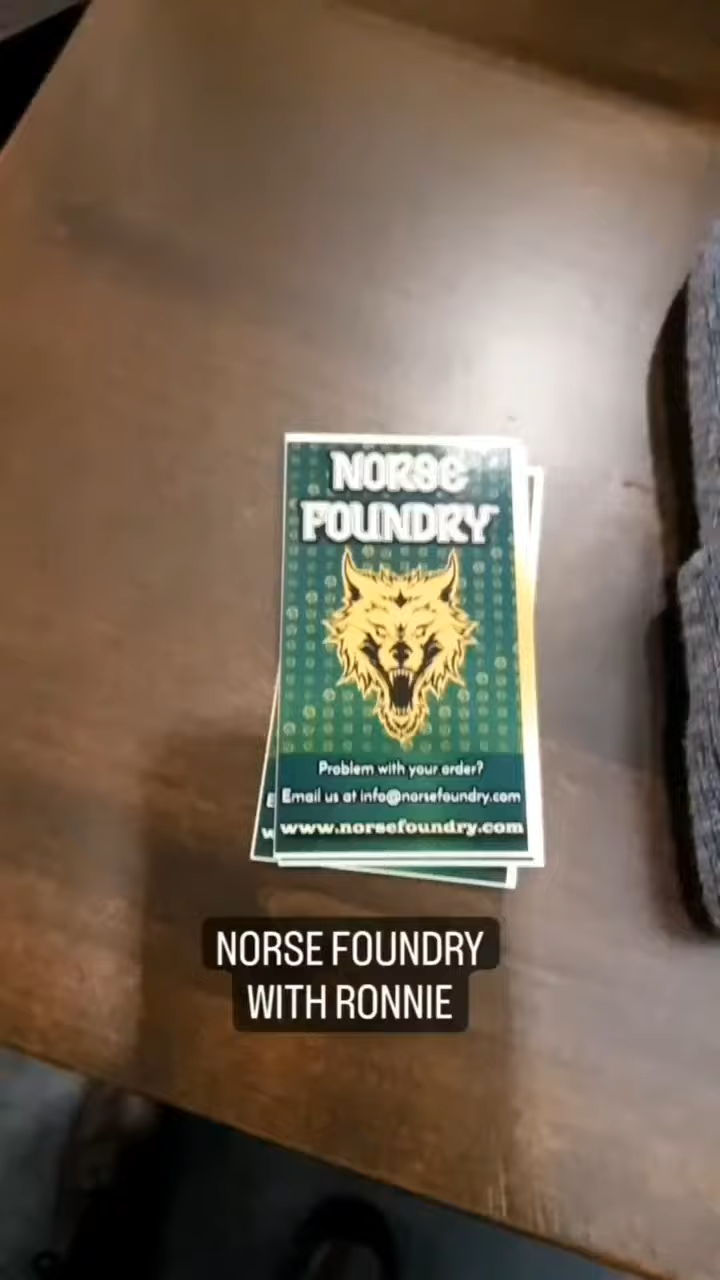 NORSE
FOUNDRY
Problem with your order?
Email us at info@norsefoundry.com
www.norsefoundry.com
NORSE FOUNDRY
WITH RONNIE